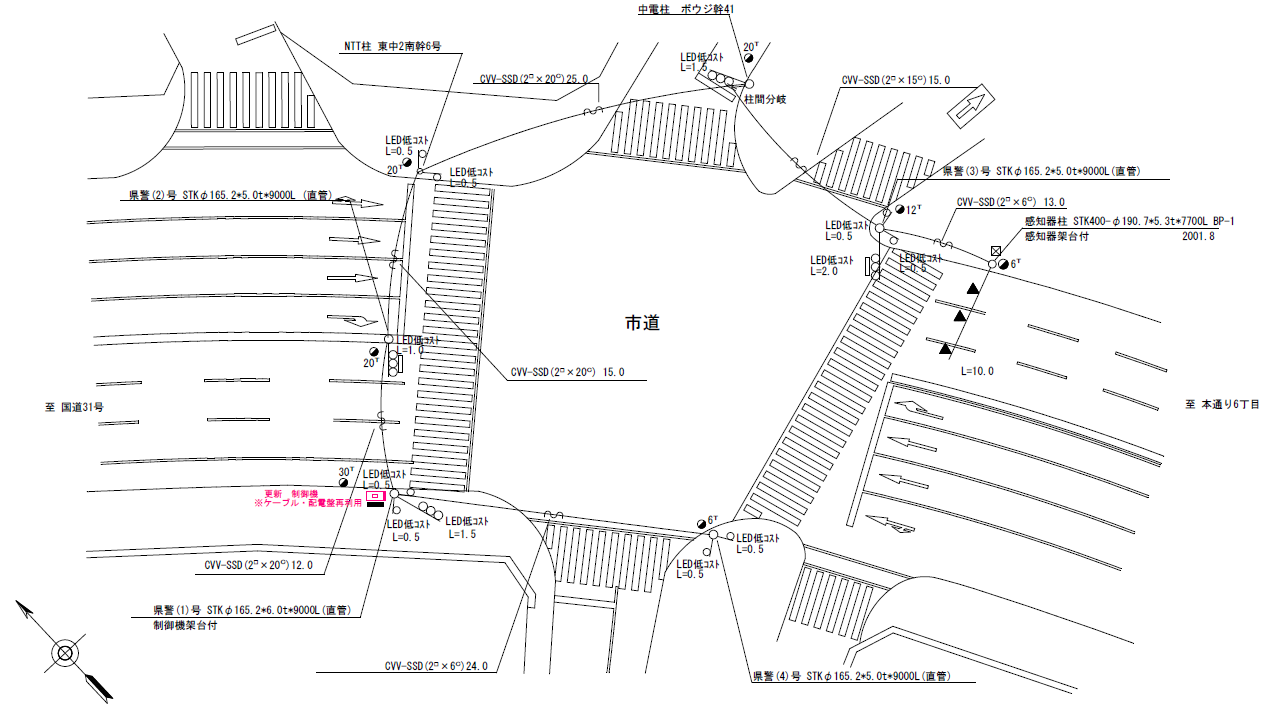 中電柱 ボウジ幹41
NTT柱 東中2南幹6号
20T
LED低コスト
L=1.5
CVV-SSD(2□×20C)25.0
CVV-SSD(2□×15C)15.0
柱間分岐
LED低コスト
L=0.5
20T
LED低コスト
L=0.5
県警(3)号 STKφ165.2*5.0t*9000L(直管)
県警(2)号 STKφ165.2*5.0t*9000L (直管)
12T
CVV-SSD(2□×6C) 13.0
LED低コスト
L=0.5
感知器柱 STK400-φ190.7*5.3t*7700L BP-1
感知器架台付 2001.8
LED低コスト
L=2.0
LED低コスト
L=0.5
6T
市道
LED低コスト
L=1.0
20T
CVV-SSD(2□×20C) 15.0
L=10.0
至 国道31号
至 本通り6丁目
30T
LED低コスト
L=0.5
更新 制御機
※ケーブル・配電盤再利用
LED低コスト
L=0.5
LED低コスト
L=1.5
6T
LED低コスト
L=0.5
LED低コスト
L=0.5
CVV-SSD(2□×20C)12.0
県警(1)号 STKφ165.2*6.0t*9000L(直管)
制御機架台付
CVV-SSD(2□×6C)24.0
県警(4)号 STKφ165.2*5.0t*9000L(直管)